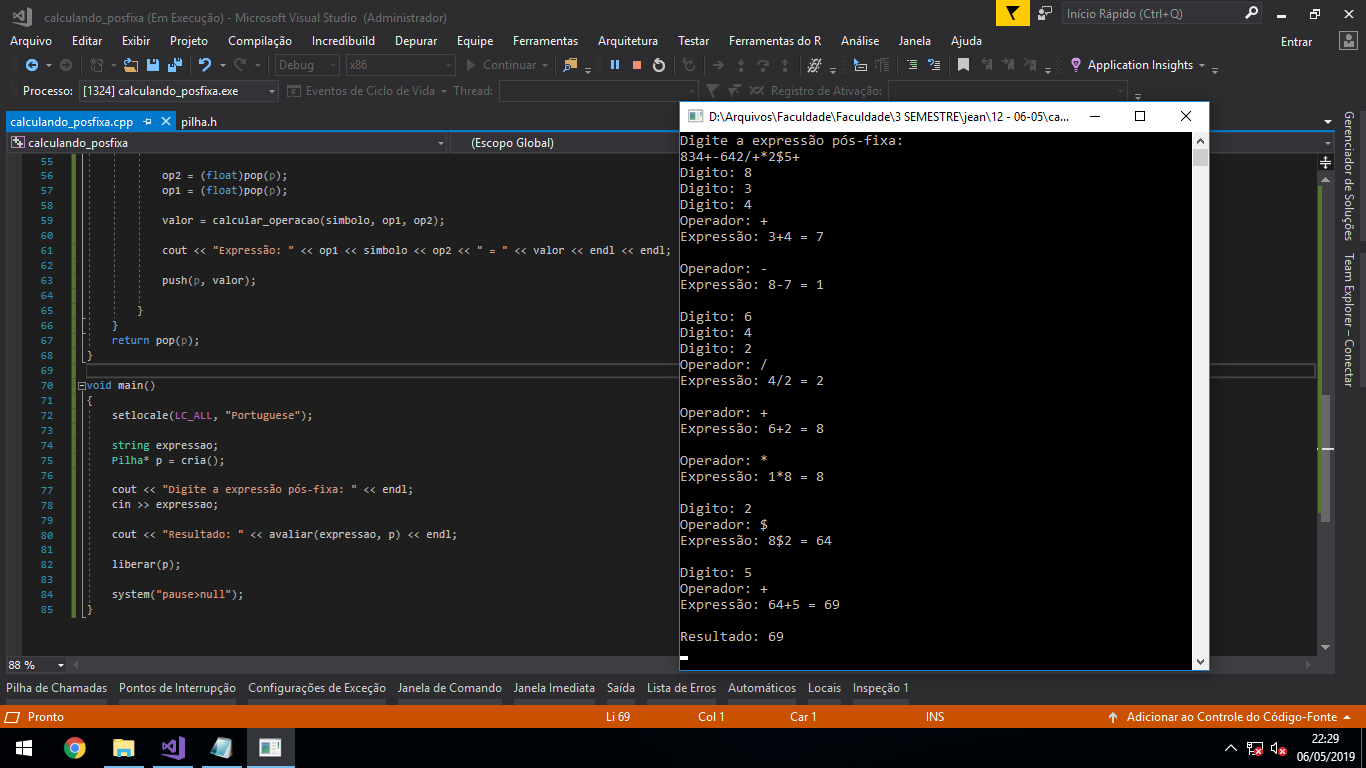 calculando_posfixa (Em Execução) - Microsoft Visual Studio (Administrador)
Início Rápido (Ctrl+Q)
Arquivo Editar Exibir Projeto Compilação Incredibuild Depurar Equipe Ferramentas Arquitetura Testar Ferramentas do R Análise Janela Ajuda Entrar
Debug x86 Continuar Application Insights
Processo: [1324] calculando_posfixa.exe Eventos de Ciclo de Vida Thread: Registro de Ativação:
calculando_posfixa.cpp pilha.h
calculando_posfixa (Escopo Global)
55
56 op2 = (float)pop(p);
57 op1 = (float)pop(p);
58
59 valor = calcular_operacao(simbolo, op1, op2);
60
61 cout << "Expressão: " << op1 << simbolo << op2 << " = " << valor << endl << endl;
62
63 push(p, valor);
64
65 }
66 }
67 return pop(p);
68 }
69
70 void main()
71 {
72 setlocale(LC_ALL, "Portuguese");
73
74 string expressao;
75 Pilha* p = cria();
76
77 cout << "Digite a expressão pós-fixa: " << endl;
78 cin >> expressao;
79
80 cout << "Resultado: " << avaliar(expressao, p) << endl;
81
82 liberar(p);
83
84 system("pause>null");
85 }
88 %
D:\Arquivos\Faculdade\Faculdade\3 SEMESTRE\jean\12 - 06-05\ca...
Digite a expressão pós-fixa:
834+-642/+*2$5+
Digito: 8
Digito: 3
Digito: 4
Operador: +
Expressão: 3+4 = 7
Operador: -
Expressão: 8-7 = 1
Digito: 6
Digito: 4
Digito: 2
Operador: /
Expressão: 4/2 = 2
Operador: +
Expressão: 6+2 = 8
Operador: *
Expressão: 1*8 = 8
Digito: 2
Operador: $
Expressão: 8$2 = 64
Digito: 5
Operador: +
Expressão: 64+5 = 69
Resultado: 69
Gerenciador de Soluções
Team Explorer – Conectar
Pilha de Chamadas Pontos de Interrupção Configurações de Exceção Janela de Comando Janela Imediata Saída Lista de Erros Automáticos Locais Inspeção 1
Pronto Li 69 Col 1 Car 1 INS Adicionar ao Controle do Código-Fonte
22:29
06/05/2019